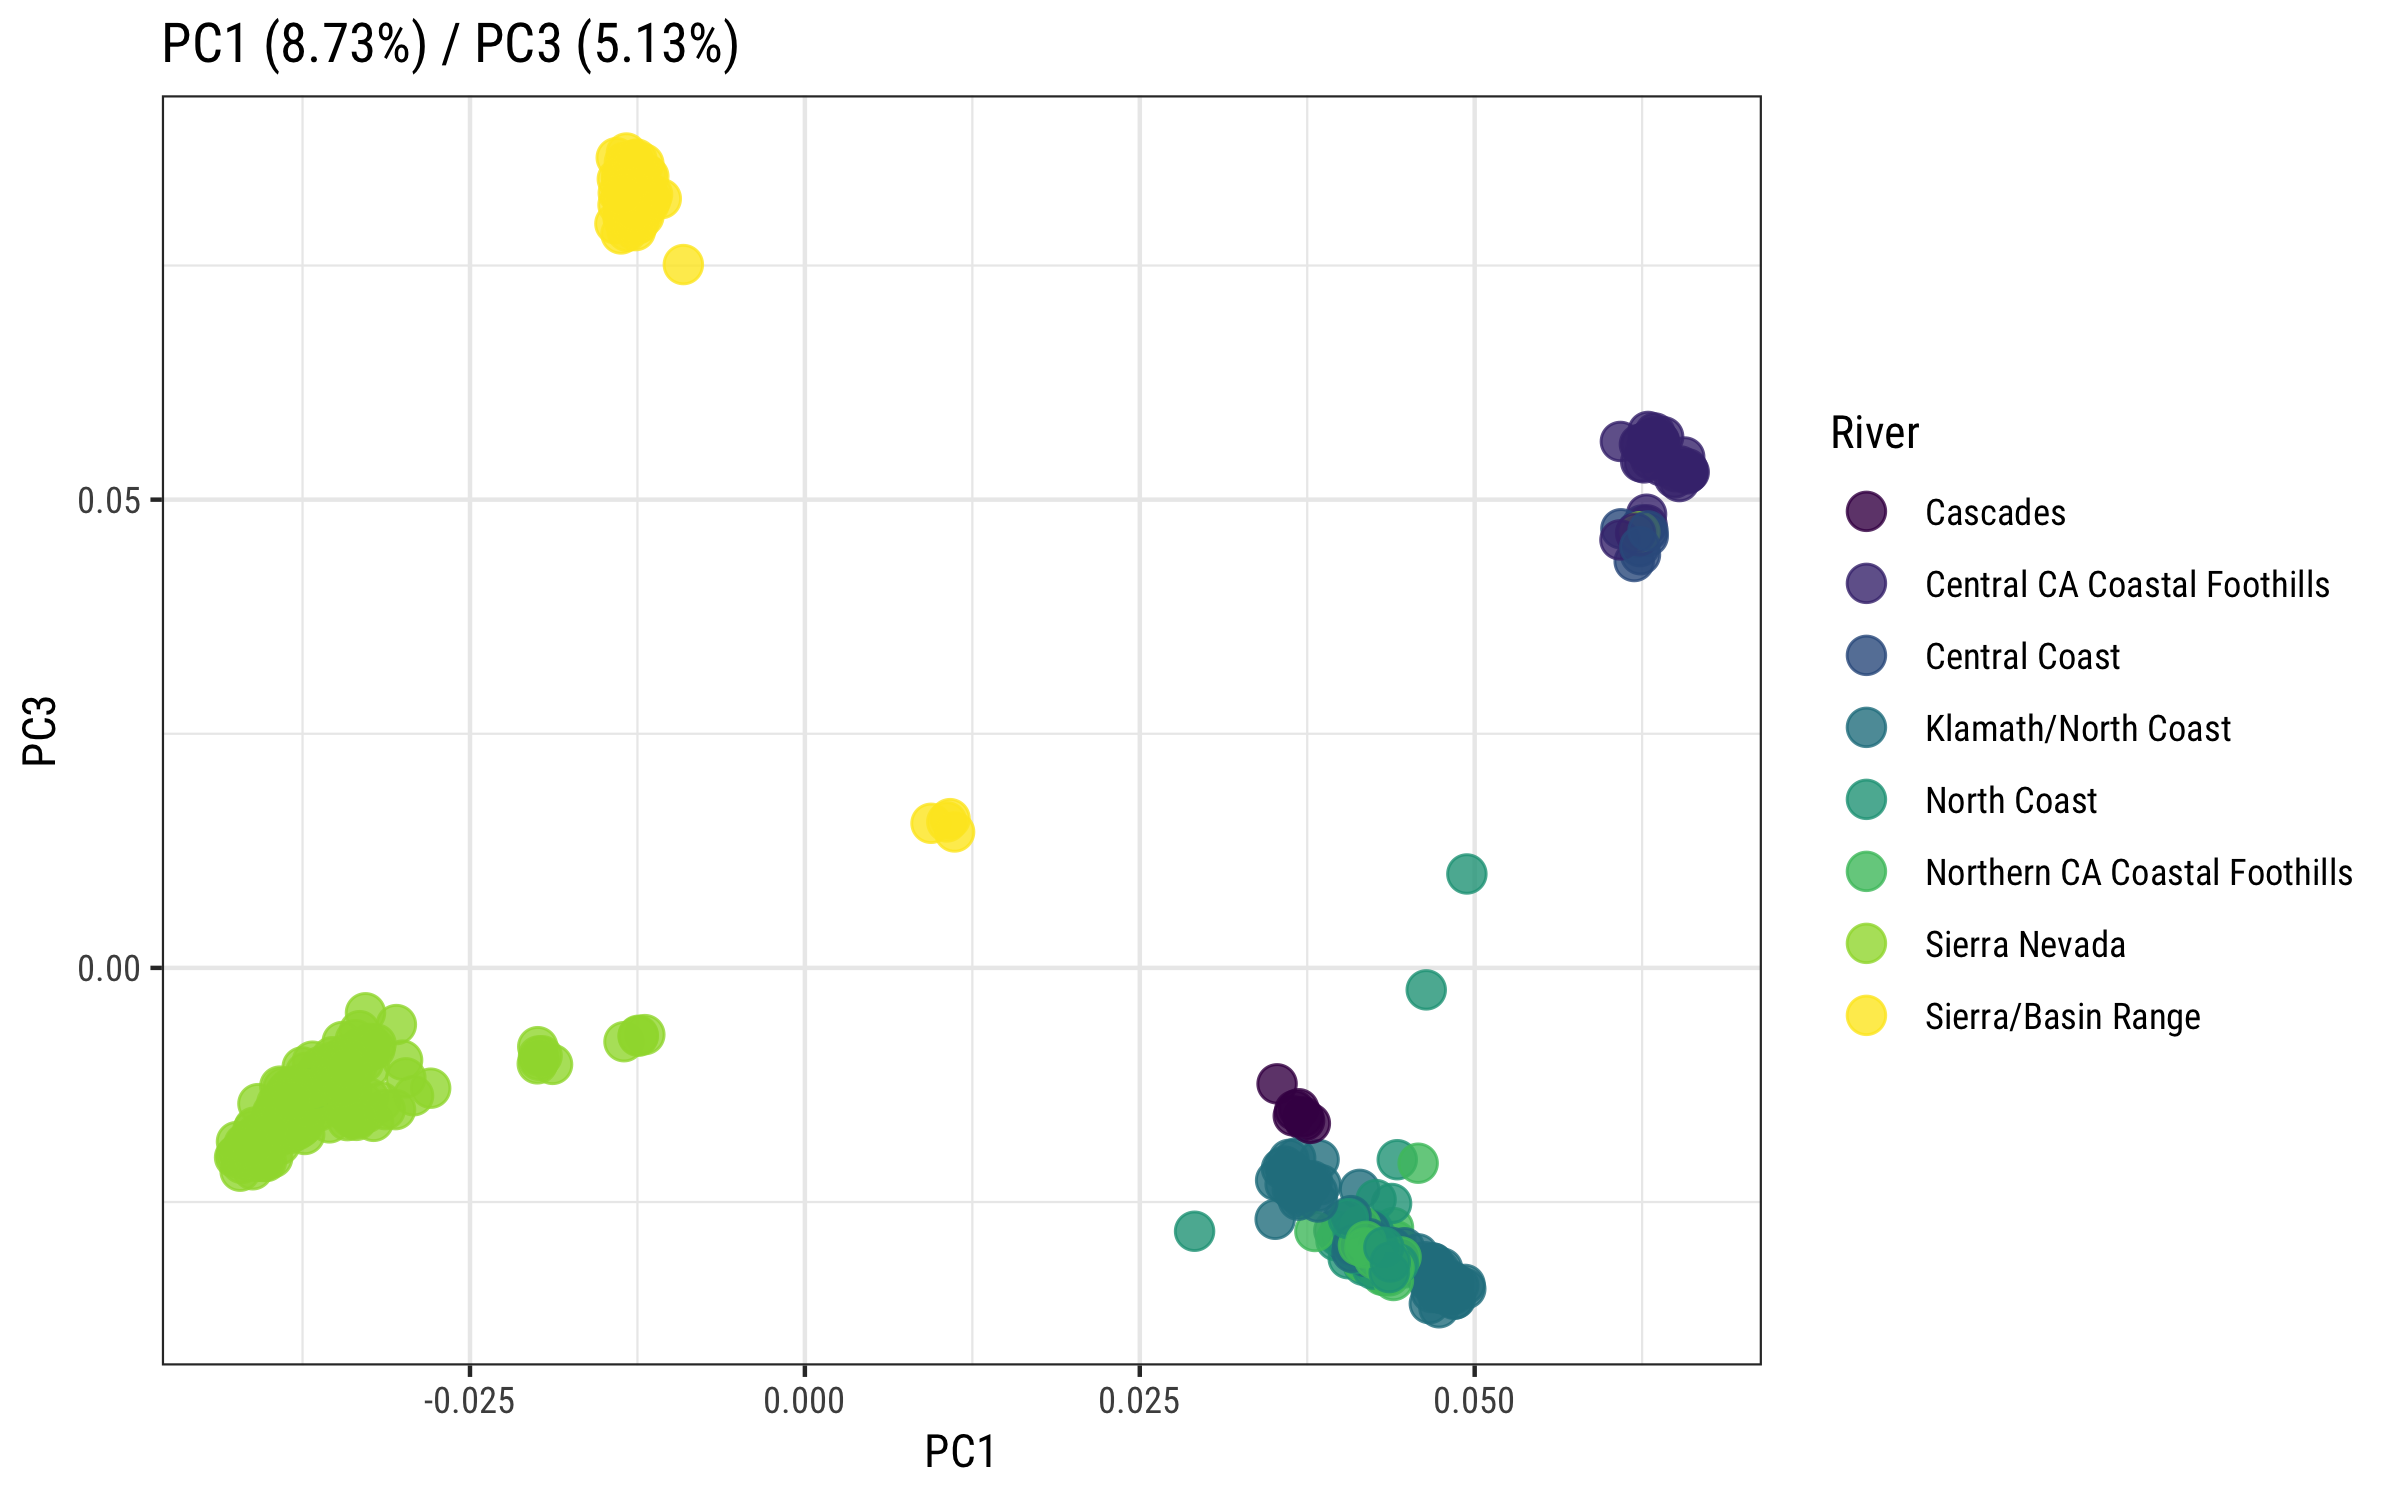 PC1 (8.73%) / PC3 (5.13%)
PC3
0.05
0.00
-0.025
0.000
0.025
0.050
PC1
River
Cascades
Central CA Coastal Foothills
Central Coast
Klamath/North Coast
North Coast
Northern CA Coastal Foothills
Sierra Nevada
Sierra/Basin Range